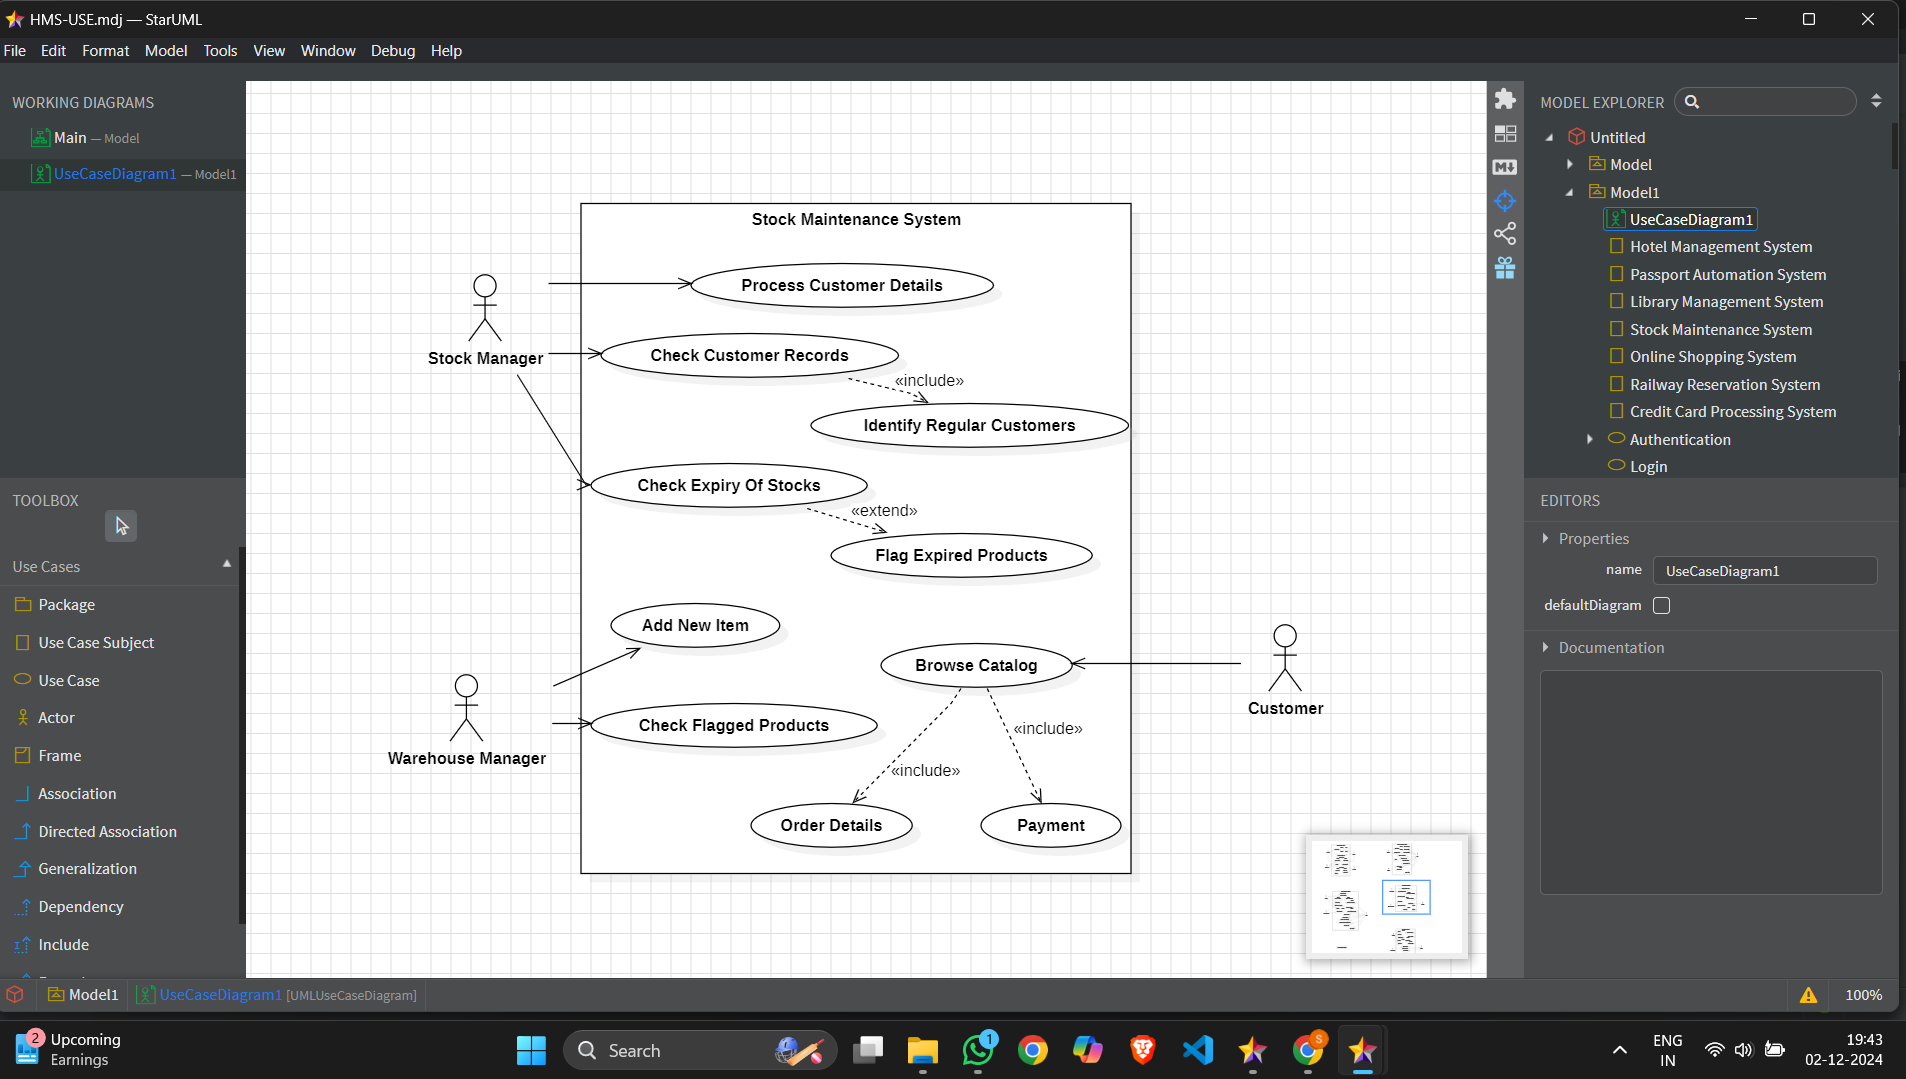 HMS-USE.mdj — StarUML
File Edit Format Model Tools View Window Debug Help
WORKING DIAGRAMS
Main — Model
UseCaseDiagram1 — Model1
TOOLBOX
Use Cases
Package
Use Case Subject
Use Case
Actor
Frame
Association
Directed Association
Generalization
Dependency
Include
Stock Maintenance System
Process Customer Details
Stock Manager
Check Customer Records
«include»
Identify Regular Customers
Check Expiry Of Stocks
«extend»
Flag Expired Products
Add New Item
Browse Catalog
Customer
Warehouse Manager
Check Flagged Products
«include»
«include»
Order Details
Payment
MODEL EXPLORER
Untitled
Model
Model1
UseCaseDiagram1
Hotel Management System
Passport Automation System
Library Management System
Stock Maintenance System
Online Shopping System
Railway Reservation System
Credit Card Processing System
Authentication
Login
EDITORS
Properties
name UseCaseDiagram1
defaultDiagram
Documentation
Model1 UseCaseDiagram1 [UMLUseCaseDiagram]
100%
2 Upcoming
Earnings
Search
1
S
ENG
IN
19:43
02-12-2024